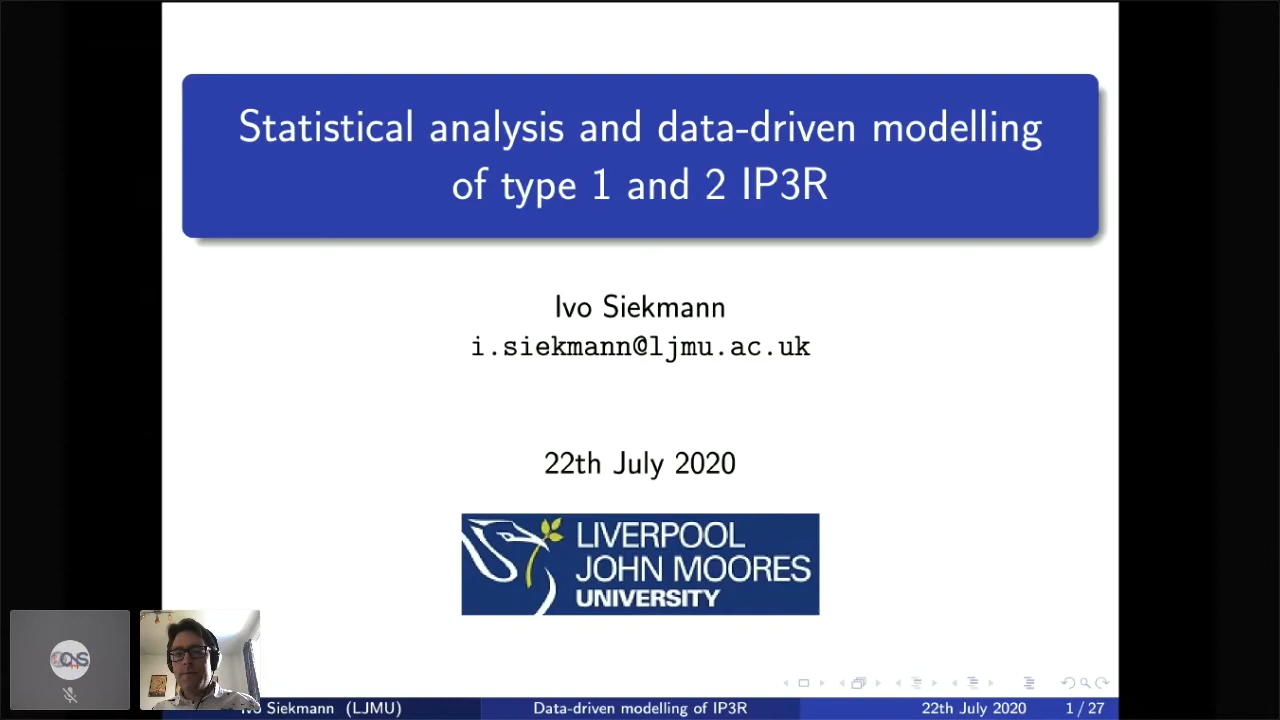 Statistical analysis and data-driven modelling
of type 1 and 2 IP3R
Ivo Siekmann
i.siekmann@ljmu.ac.uk
22th July 2020
LIVERPOOL
JOHN MOORES
UNIVERSITY
Siekmann (LJMU)
Data-driven modelling of IP3R
22th July 2020
1 / 27